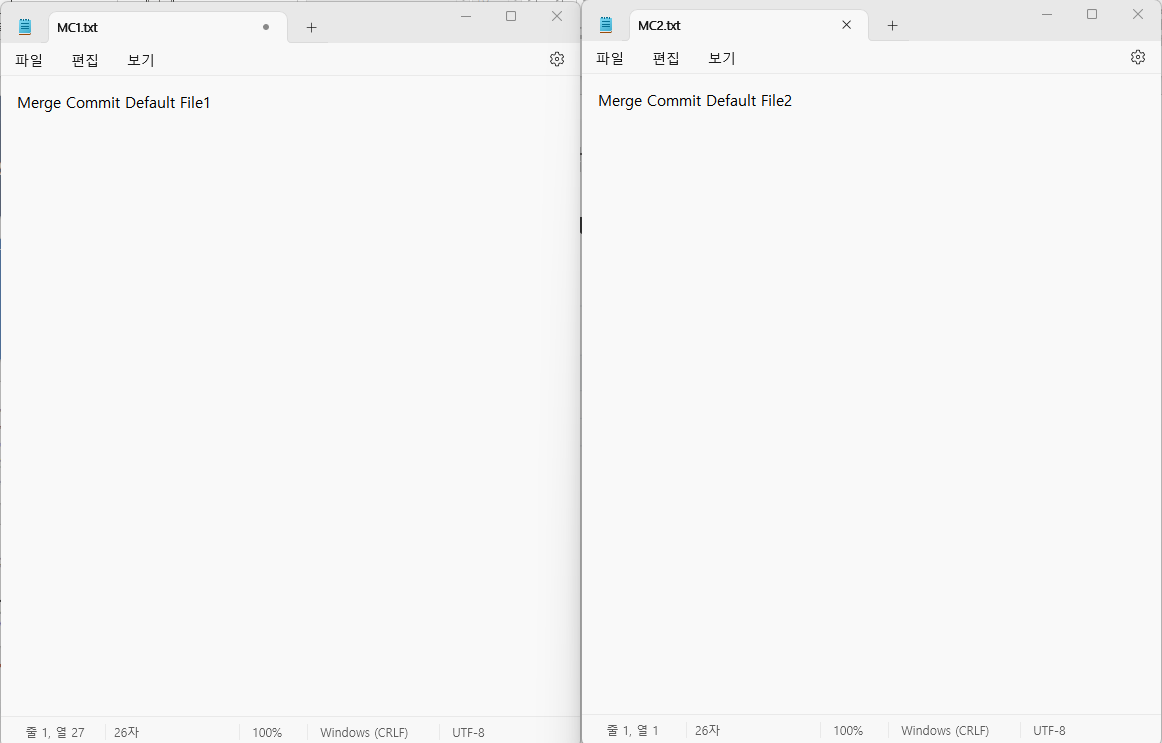 MC1.txt
파일 편집 보기
Merge Commit Default File1
줄 1, 열 27 26자 100% Windows (CRLF) UTF-8
MC2.txt
파일 편집 보기
Merge Commit Default File2
줄 1, 열 1 26자 100% Windows (CRLF) UTF-8